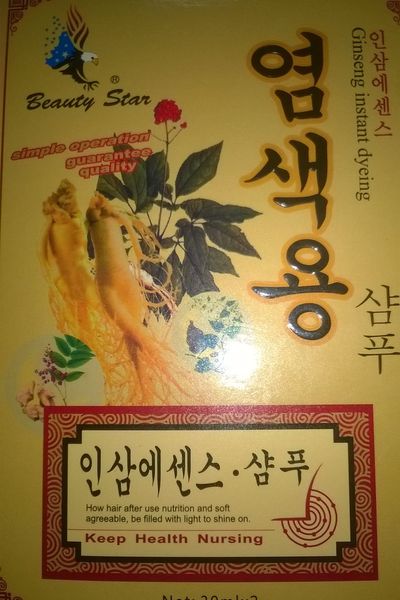 Beauty Star
®
simple operation
guarantee
quality
염색용
인삼에센스
Ginseng instant dyeing
샴푸
인삼에센스·샴푸
How hair after use nutrition and soft
agreeable, be filled with light to shine on.
Keep Health Nursing